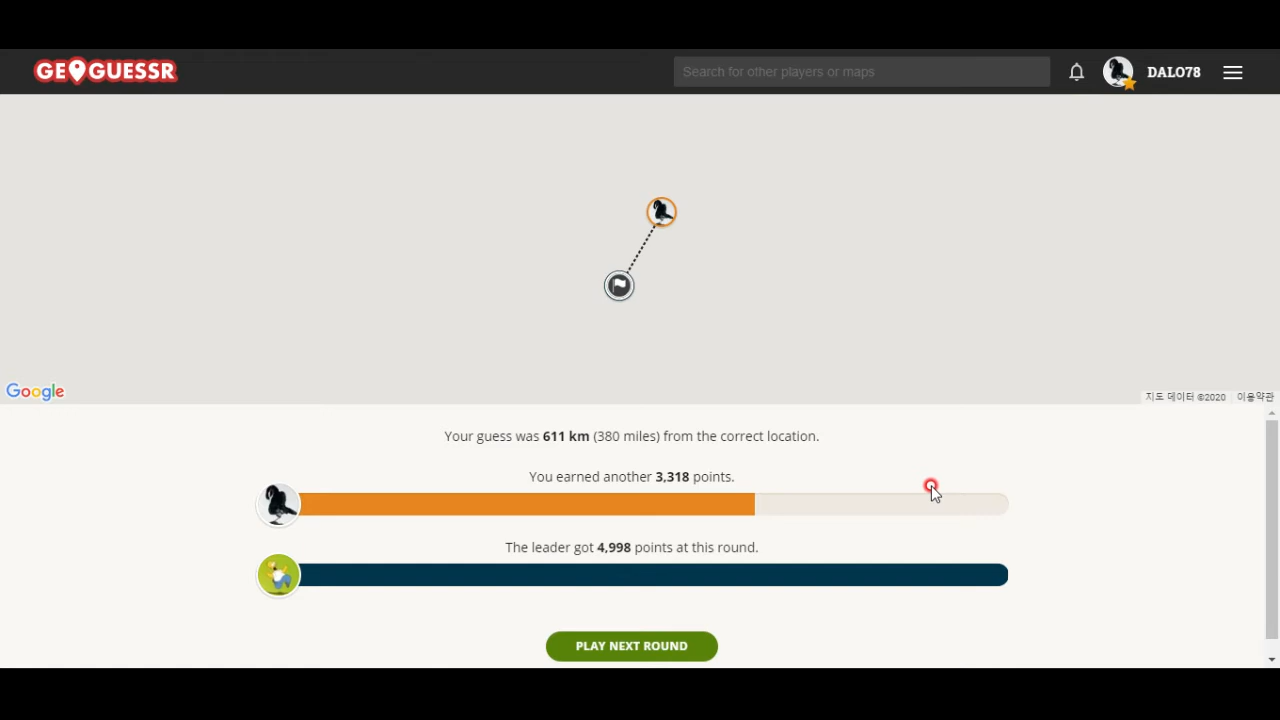 GEOGUESSR
Search for other players or maps
DALO78
Google
지도 데이터 ©2020 이용약관
Your guess was 611 km (380 miles) from the correct location.
You earned another 3,318 points.
The leader got 4,998 points at this round.
PLAY NEXT ROUND